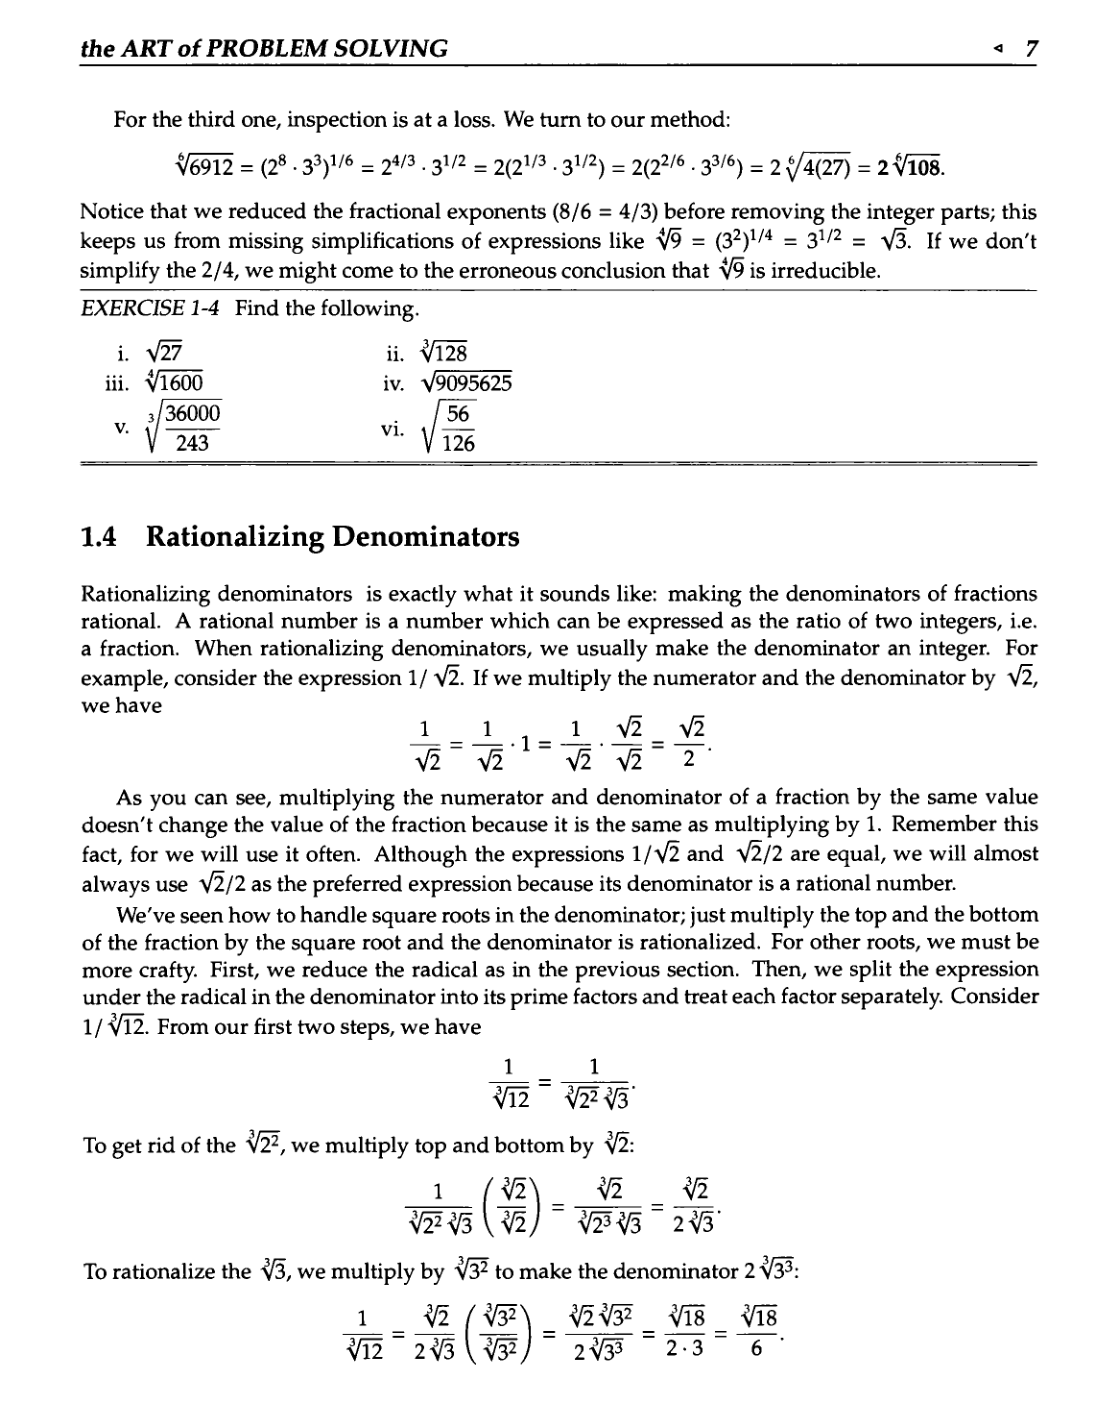 the ART of PROBLEM SOLVING ◃ 7
For the third one, inspection is at a loss. We turn to our method:
⁶√6912 = (2⁸ · 3³)^1/6 = 2^4/3 · 3^1/2 = 2(2^1/3 · 3^1/2) = 2(2^2/6 · 3^3/6) = 2 ⁶√4(27) = 2 ⁶√108.
Notice that we reduced the fractional exponents (8/6 = 4/3) before removing the integer parts; this
keeps us from missing simplifications of expressions like ⁴√9 = (3²)^1/4 = 3^1/2 = √3. If we don't
simplify the 2/4, we might come to the erroneous conclusion that ⁴√9 is irreducible.
EXERCISE 1-4 Find the following.
i. √27 ii. ³√128
iii. ⁴√1600 iv. √9095625
v. ³√(36000/243) vi. √(56/126)
1.4 Rationalizing Denominators
Rationalizing denominators is exactly what it sounds like: making the denominators of fractions
rational. A rational number is a number which can be expressed as the ratio of two integers, i.e.
a fraction. When rationalizing denominators, we usually make the denominator an integer. For
example, consider the expression 1/ √2. If we multiply the numerator and the denominator by √2,
we have
1/√2 = 1/√2 · 1 = 1/√2 · √2/√2 = √2/2.
As you can see, multiplying the numerator and denominator of a fraction by the same value
doesn't change the value of the fraction because it is the same as multiplying by 1. Remember this
fact, for we will use it often. Although the expressions 1/√2 and √2/2 are equal, we will almost
always use √2/2 as the preferred expression because its denominator is a rational number.
We've seen how to handle square roots in the denominator; just multiply the top and the bottom
of the fraction by the square root and the denominator is rationalized. For other roots, we must be
more crafty. First, we reduce the radical as in the previous section. Then, we split the expression
under the radical in the denominator into its prime factors and treat each factor separately. Consider
1/ ³√12. From our first two steps, we have
1/³√12 = 1/(³√2² ³√3).
To get rid of the ³√2², we multiply top and bottom by ³√2:
1/(³√2² ³√3) (³√2/³√2) = ³√2/(³√2³ ³√3) = ³√2/(2 ³√3).
To rationalize the ³√3, we multiply by ³√3² to make the denominator 2 ³√3³:
1/³√12 = ³√2/(2 ³√3) (³√3²/³√3²) = (³√2 ³√3²)/(2 ³√3³) = ³√18/(2 · 3) = ³√18/6.